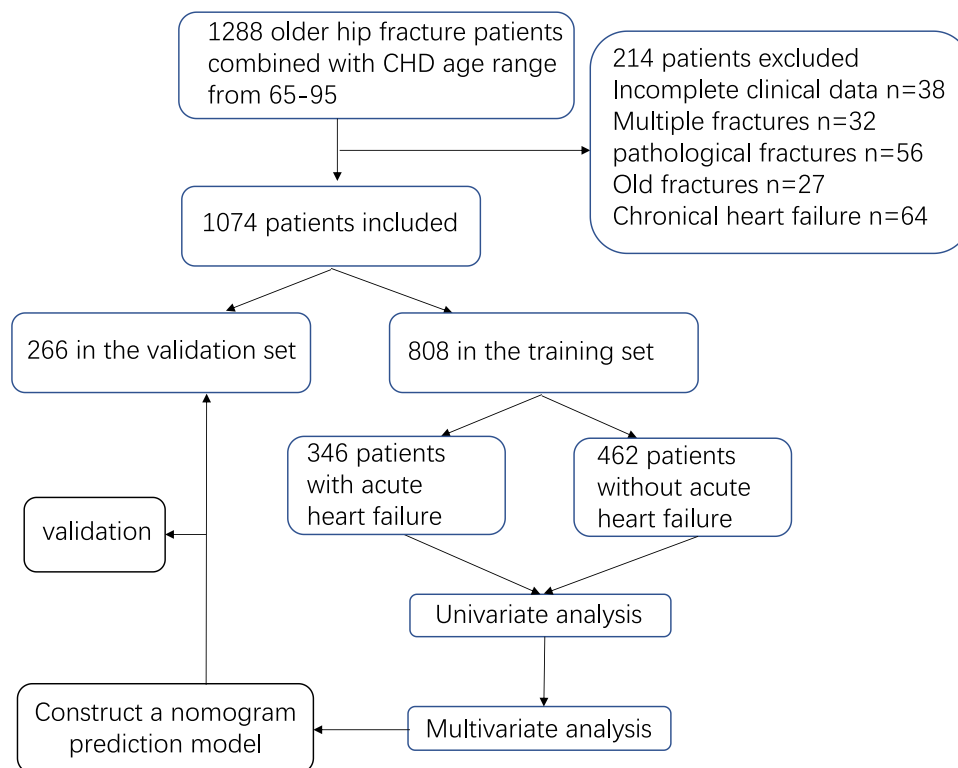 1288 older hip fracture patients
combined with CHD age range
from 65-95
214 patients excluded
Incomplete clinical data n=38
Multiple fractures n=32
pathological fractures n=56
Old fractures n=27
Chronical heart failure n=64
1074 patients included
266 in the validation set
808 in the training set
346 patients
with acute
heart failure
462 patients
without acute
heart failure
validation
Univariate analysis
Multivariate analysis
Construct a nomogram
prediction model